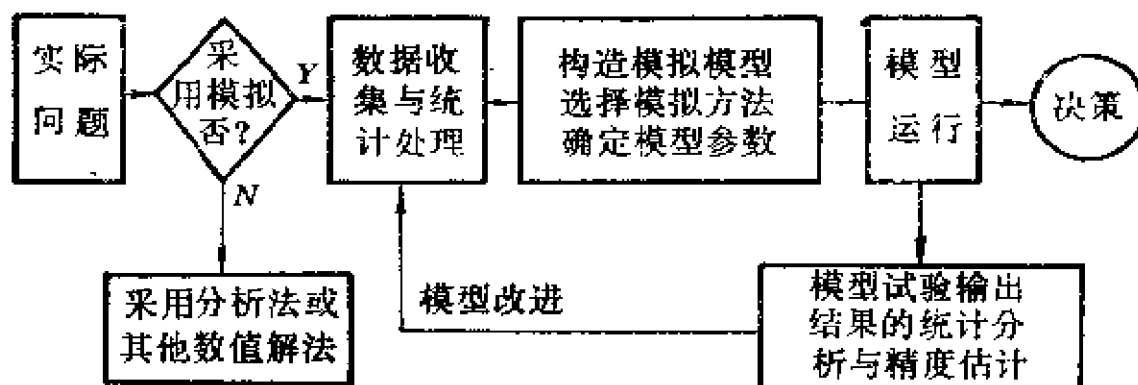 实际
问题
采
用模拟
否?
Y
N
数据收
集与统
计处理
构造模拟模型
选择模拟方法
确定模型参数
模型
运行
决策
采用分析法或
其他数值解法
模型改进
模型试验输出
结果的统计分
析与精度估计